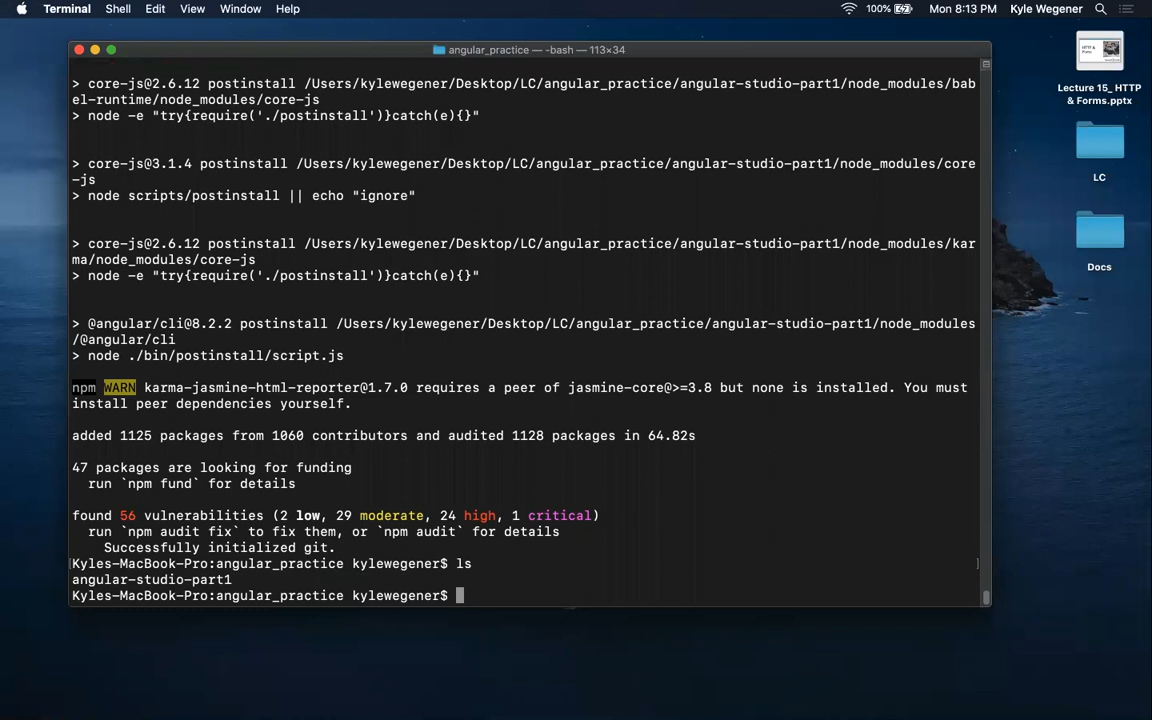 Terminal Shell Edit View Window Help 100% Mon 8:13 PM Kyle Wegener
angular_practice — -bash — 113×34
> core-js@2.6.12 postinstall /Users/kylewegener/Desktop/LC/angular_practice/angular-studio-part1/node_modules/bab
el-runtime/node_modules/core-js
> node -e "try{require('./postinstall')}catch(e){}"
> core-js@3.1.4 postinstall /Users/kylewegener/Desktop/LC/angular_practice/angular-studio-part1/node_modules/core
-js
> node scripts/postinstall || echo "ignore"
> core-js@2.6.12 postinstall /Users/kylewegener/Desktop/LC/angular_practice/angular-studio-part1/node_modules/kar
ma/node_modules/core-js
> node -e "try{require('./postinstall')}catch(e){}"
> @angular/cli@8.2.2 postinstall /Users/kylewegener/Desktop/LC/angular_practice/angular-studio-part1/node_modules
/@angular/cli
> node ./bin/postinstall/script.js
npm WARN karma-jasmine-html-reporter@1.7.0 requires a peer of jasmine-core@>=3.8 but none is installed. You must
install peer dependencies yourself.
added 1125 packages from 1060 contributors and audited 1128 packages in 64.82s
47 packages are looking for funding
run `npm fund` for details
found 56 vulnerabilities (2 low, 29 moderate, 24 high, 1 critical)
run `npm audit fix` to fix them, or `npm audit` for details
Successfully initialized git.
[Kyles-MacBook-Pro:angular_practice kylewegener$ ls ]
angular-studio-part1
Kyles-MacBook-Pro:angular_practice kylewegener$
HTTP &
Forms
Lecture 15_ HTTP
& Forms.pptx
LC
Docs